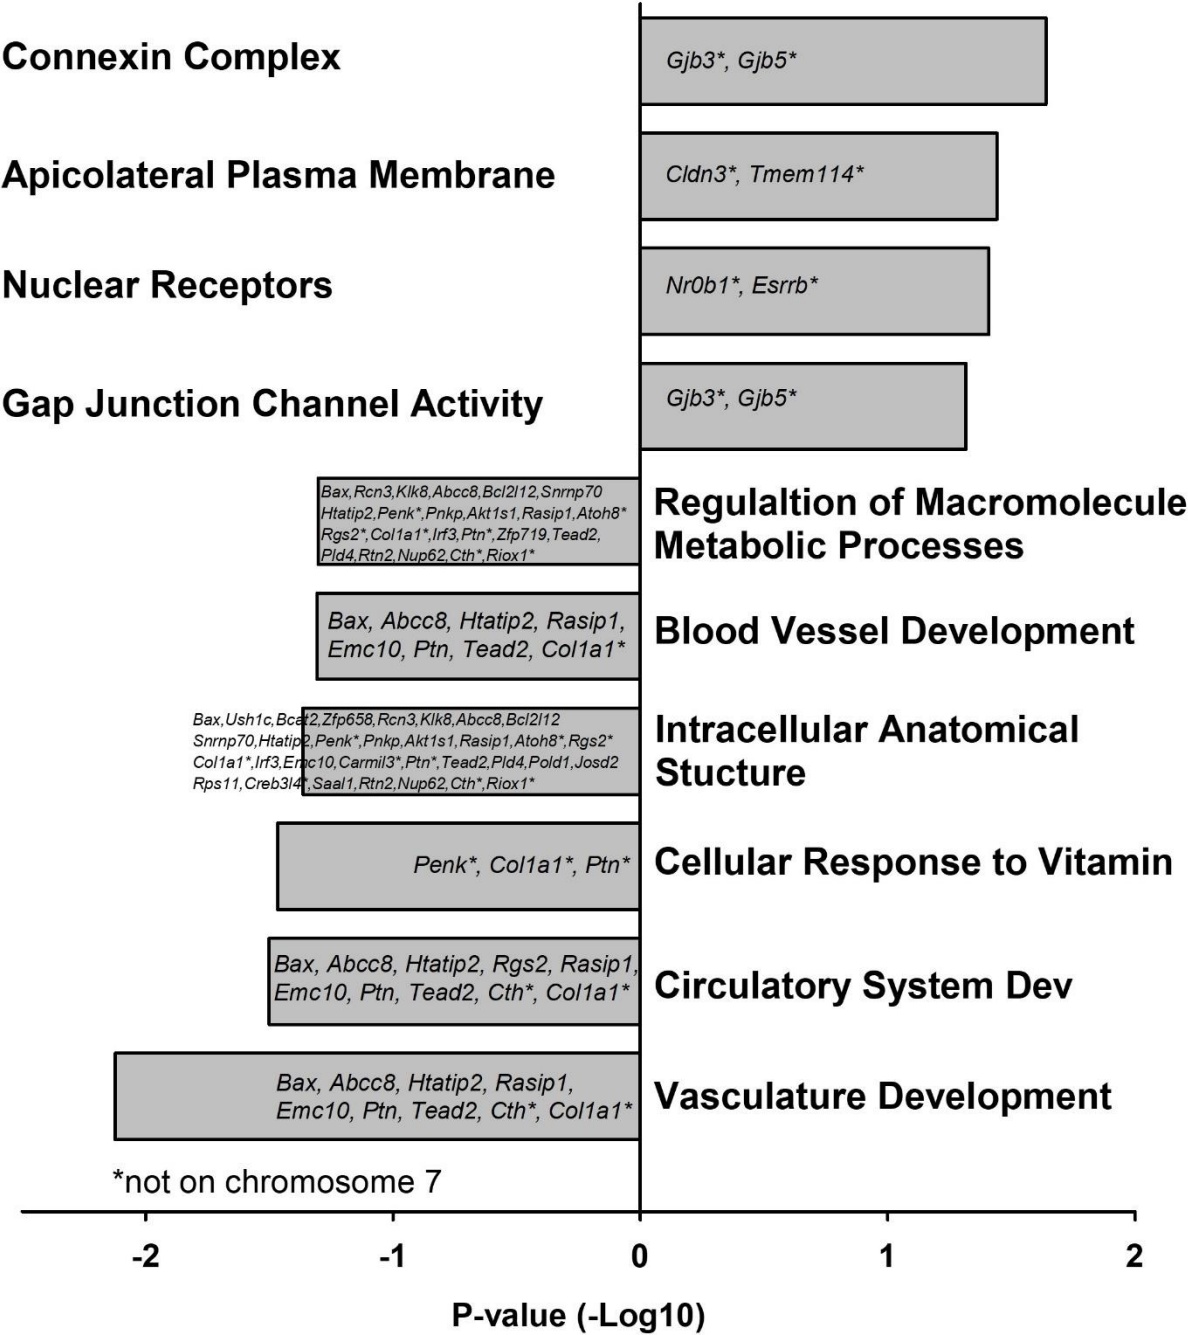 Connexin Complex
Gjb3*, Gjb5*
Apicolateral Plasma Membrane
Cldn3*, Tmem114*
Nuclear Receptors
Nr0b1*, Esrrb*
Gap Junction Channel Activity
Gjb3*, Gjb5*
Bax,Rcn3,Klk8,Abcc8,Bcl2l12,Snrnp70
Htatip2,Penk*,Pnkp,Akt1s1,Rasip1,Atoh8*
Rgs2*,Col1a1*,Irf3,Ptn*,Zfp719,Tead2,
Pld4,Rtn2,Nup62,Cth*,Riox1*
Regulaltion of Macromolecule
Metabolic Processes
Bax, Abcc8, Htatip2, Rasip1,
Emc10, Ptn, Tead2, Col1a1*
Blood Vessel Development
Bax,Ush1c,Bcat2,Zfp658,Rcn3,Klk8,Abcc8,Bcl2l12
Snrnp70,Htatip2,Penk*,Pnkp,Akt1s1,Rasip1,Atoh8*,Rgs2*
Col1a1*,Irf3,Emc10,Carmil3*,Ptn*,Tead2,Pld4,Pold1,Josd2
Rps11,Creb3l4*,Saal1,Rtn2,Nup62,Cth*,Riox1*
Intracellular Anatomical
Stucture
Penk*, Col1a1*, Ptn*
Cellular Response to Vitamin
Bax, Abcc8, Htatip2, Rgs2, Rasip1,
Emc10, Ptn, Tead2, Cth*, Col1a1*
Circulatory System Dev
Bax, Abcc8, Htatip2, Rasip1,
Emc10, Ptn, Tead2, Cth*, Col1a1*
Vasculature Development
*not on chromosome 7
-2 -1 0 1 2
P-value (-Log10)